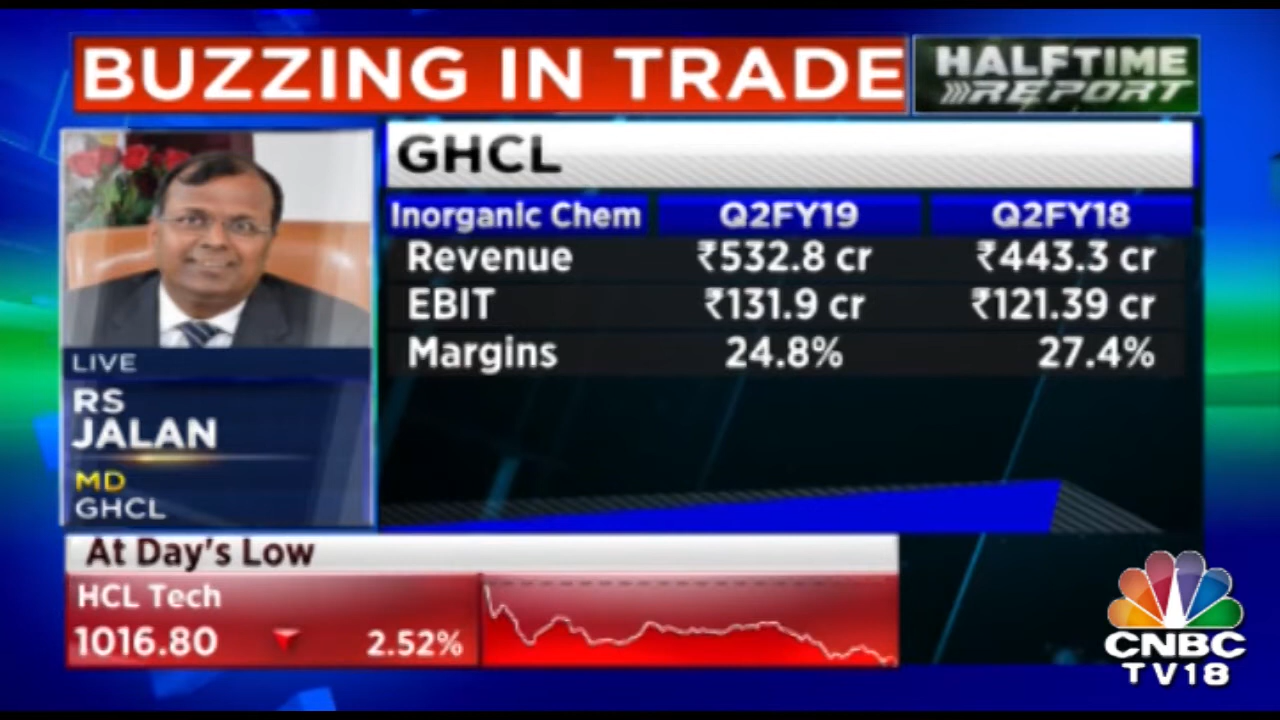 BUZZING IN TRADE
HALFTIME
REPORT
GHCL
Inorganic Chem Q2FY19 Q2FY18
Revenue ₹532.8 cr ₹443.3 cr
EBIT ₹131.9 cr ₹121.39 cr
Margins 24.8% 27.4%
LIVE
RS
JALAN
MD
GHCL
At Day's Low
HCL Tech
1016.80 2.52%
CNBC
TV18